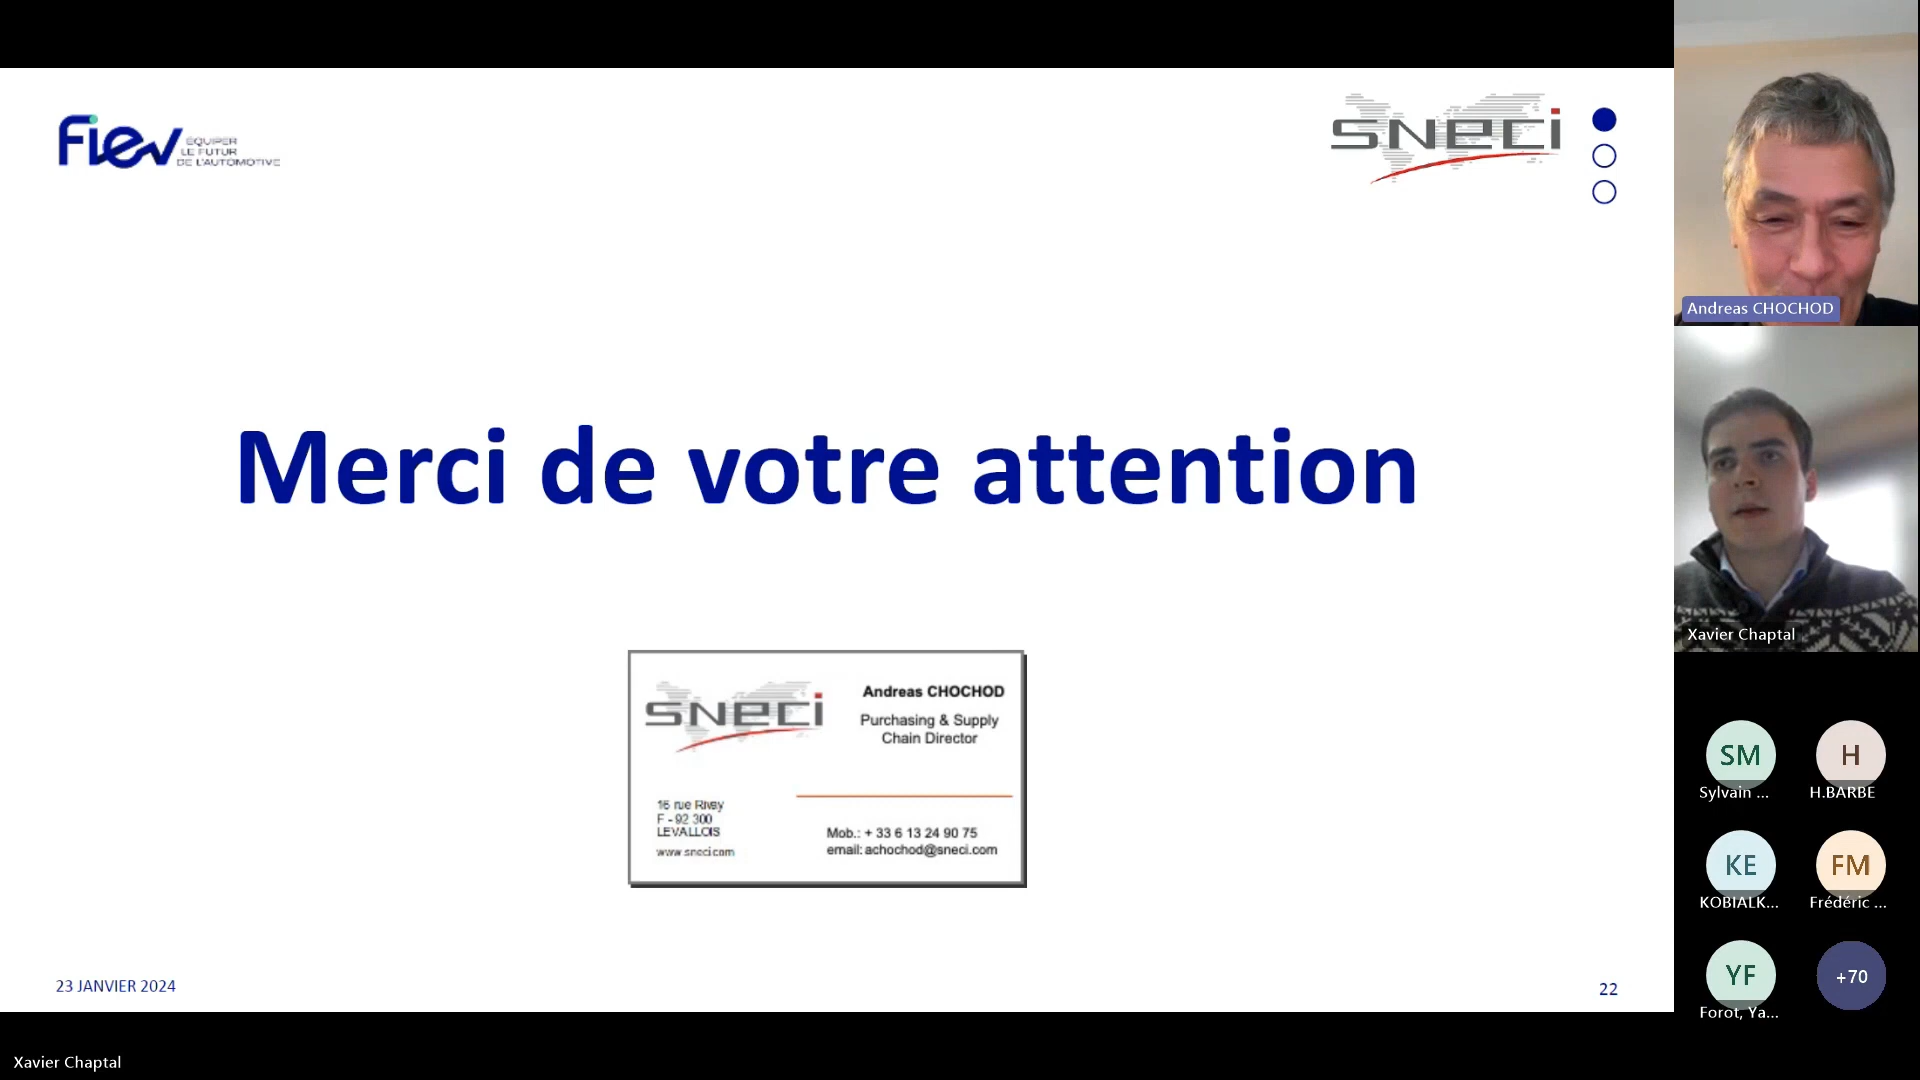 Fiev
ÉQUIPER
LE FUTUR
DE L'AUTOMOTIVE
sneci
Merci de votre attention
sneci
Andreas CHOCHOD
Purchasing & Supply
Chain Director
16 rue Rivay
F - 92 300
LEVALLOIS
www.sneci.com
Mob.: + 33 6 13 24 90 75
email: achochod@sneci.com
23 JANVIER 2024
22
Andreas CHOCHOD
Xavier Chaptal
SM
Sylvain ...
H
H.BARBE
KE
KOBIALK...
FM
Frédéric ...
YF
Forot, Ya...
+70
Xavier Chaptal